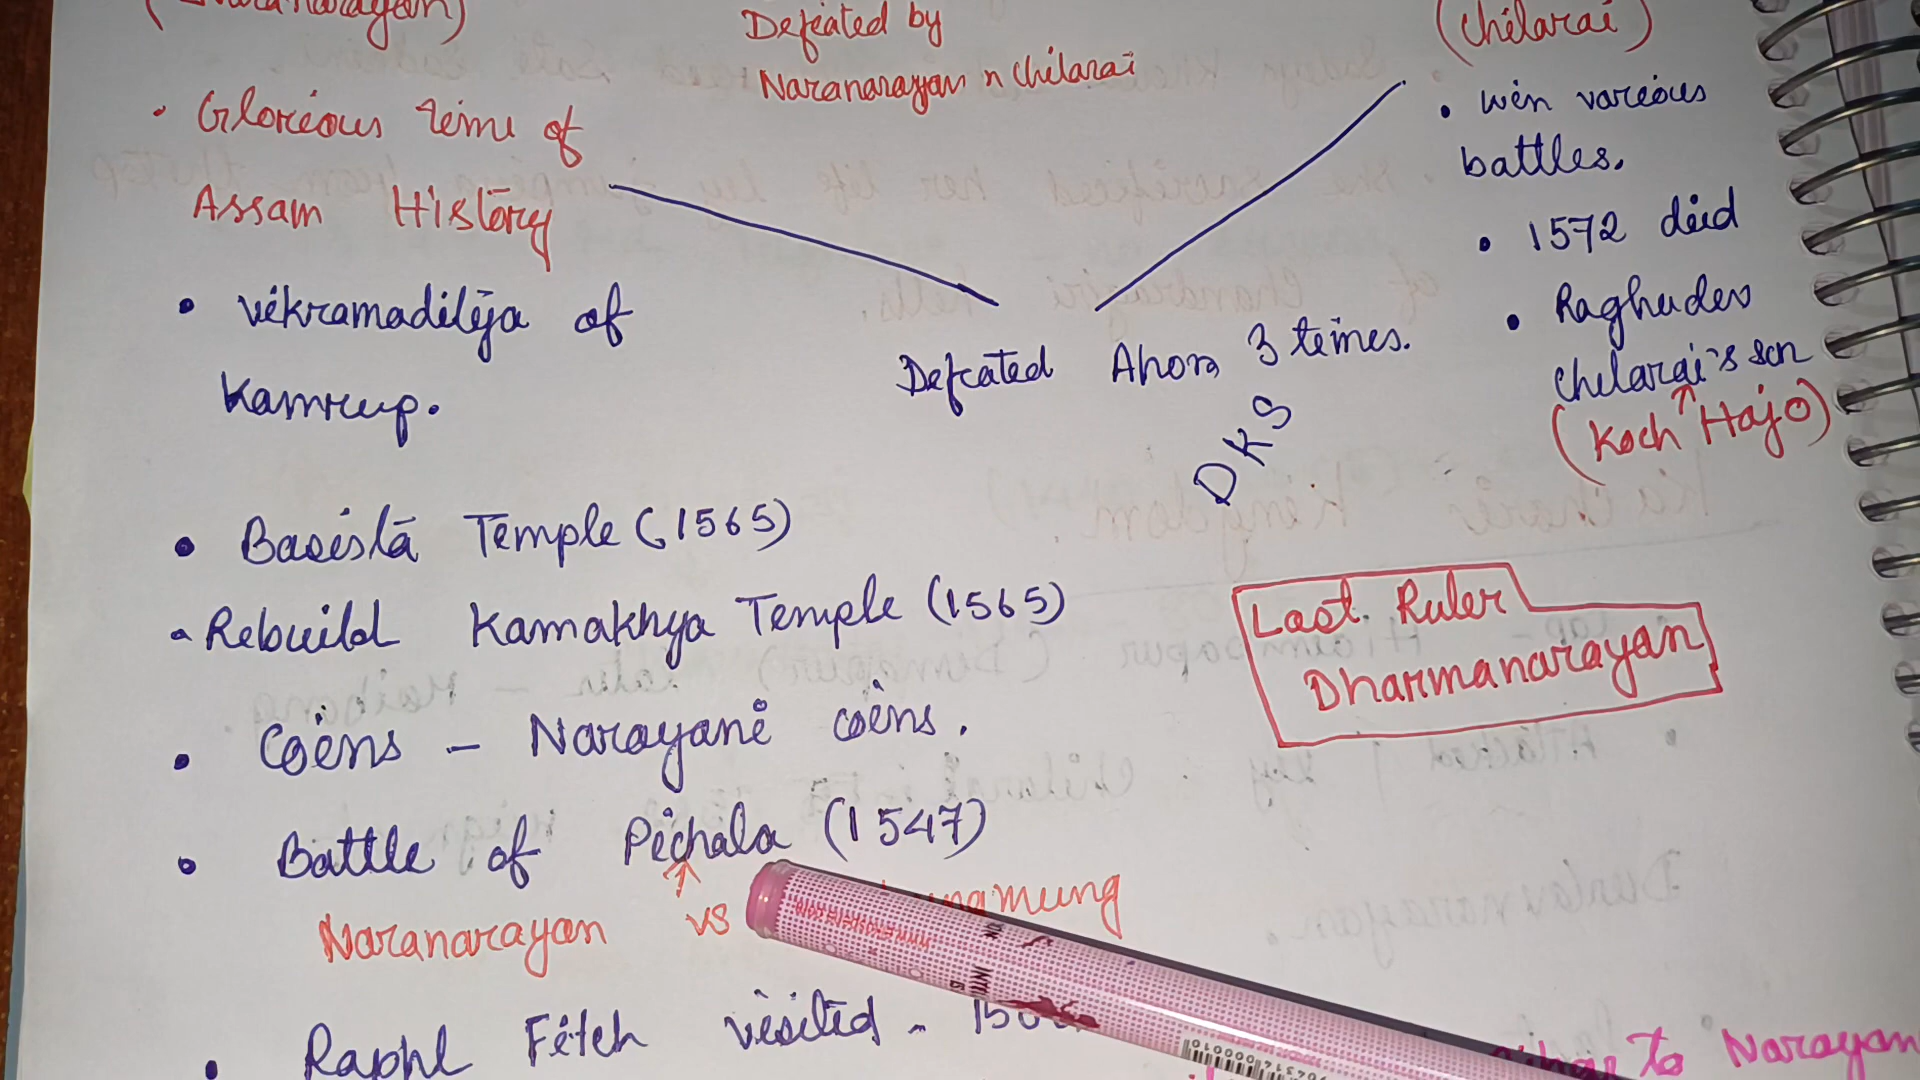 Defeated by
Naranarayan n Chilarai
(Chilarai)
• Glorious time of
Assam History
• Vikramaditya of
Kamrup.
• win various
battles.
• 1572 died
• Raghudev
Chilarai's son
(Koch Hajo)
Defeated Ahom 3 times.
DKS
• Basista Temple (1565)
• Rebuild Kamakhya Temple (1565)
• Coins - Narayani coins.
• Battle of Pichala (1547)
Naranarayan vs
Last Ruler
Dharmanarayan
• Fitch visited -
to Narayan